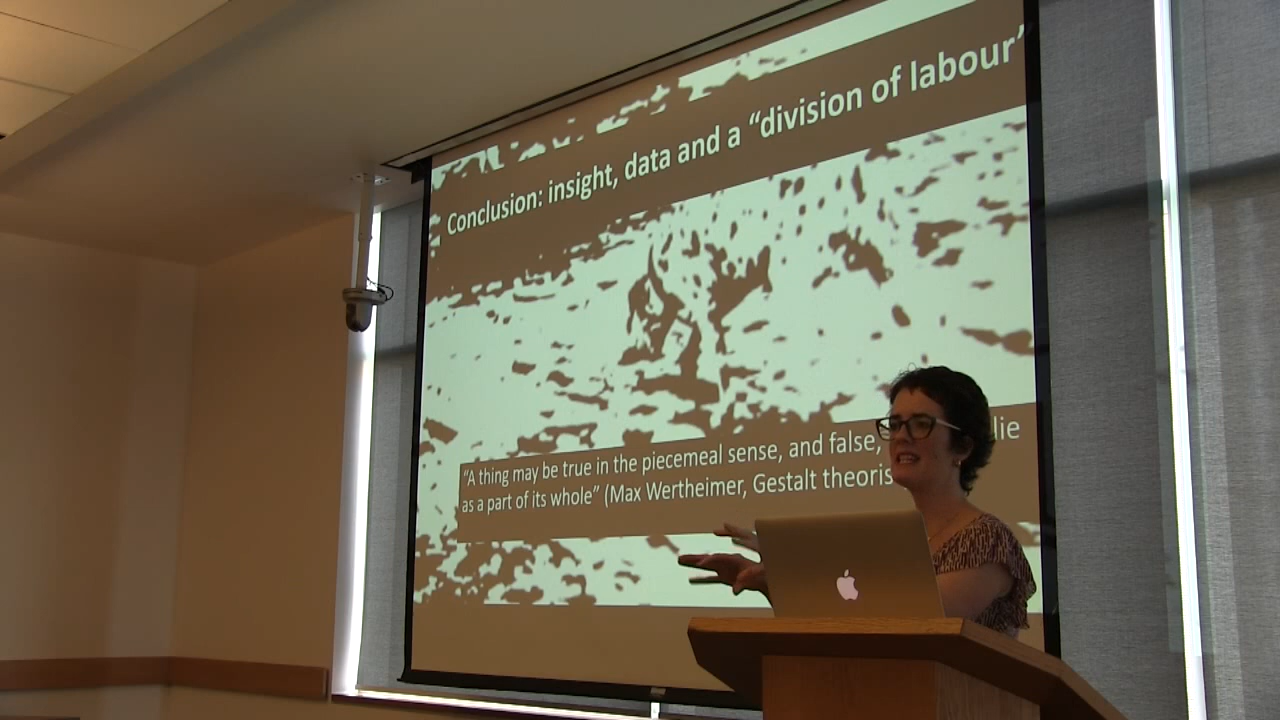 Conclusion: insight, data and a “division of labour”
“A thing may be true in the piecemeal sense, and false, lie
as a part of its whole” (Max Wertheimer, Gestalt